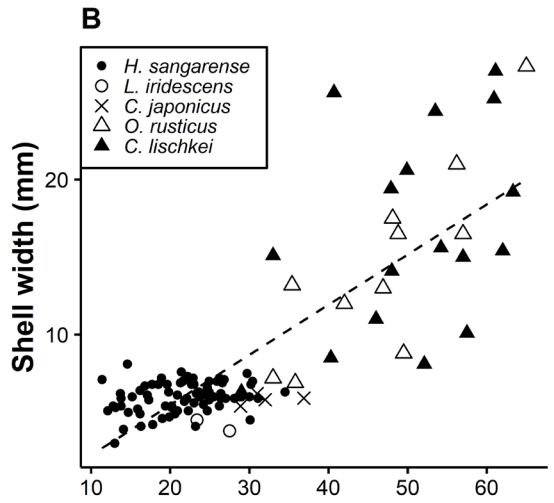 B
H. sangarense
L. iridescens
C. japonicus
O. rusticus
C. lischkei
Shell width (mm)
20
10
10 20 30 40 50 60